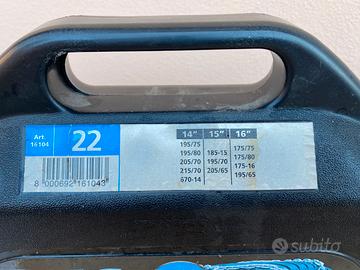 Art.
16104
22
8 000692 161043
14" 15" 16"
195/75 175/75
195/80 185-15 175/80
205/70 195/70 175-16
215/70 205/65 195/65
670-14
subito